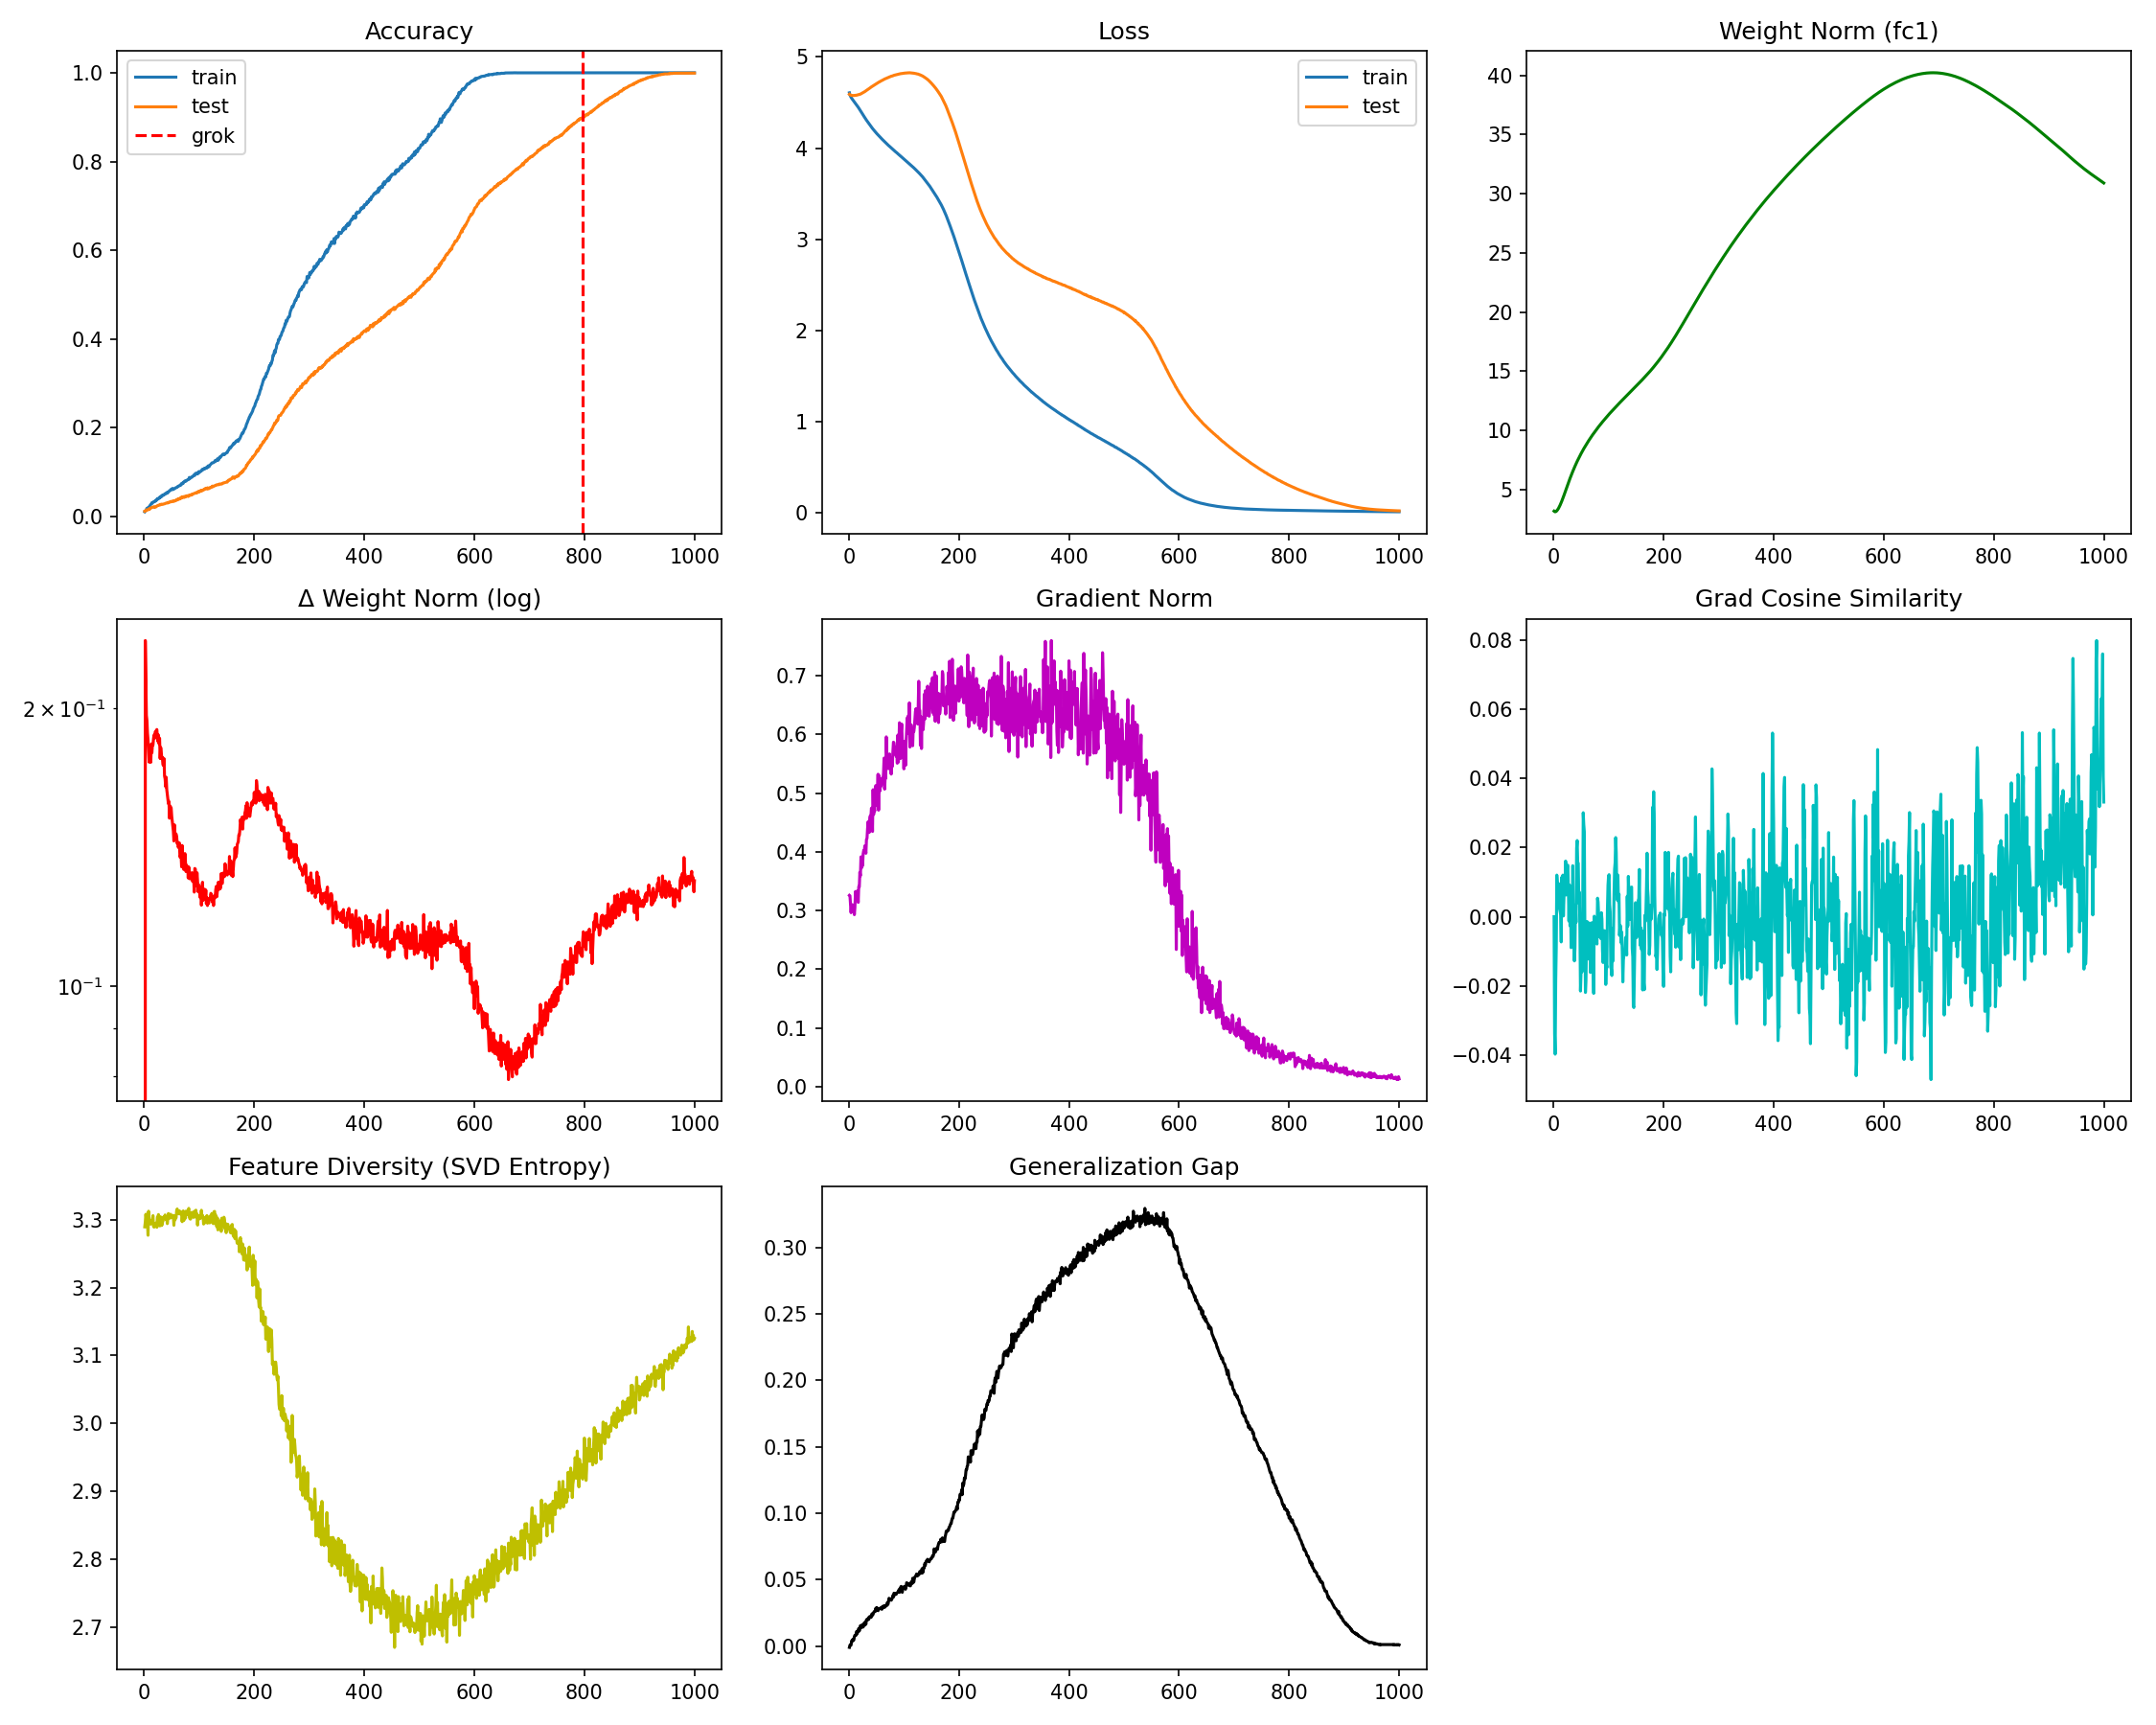 Accuracy
1.0
0.8
0.6
0.4
0.2
0.0
train
test
grok
0 200 400 600 800 1000
Loss
5
4
3
2
1
0
train
test
0 200 400 600 800 1000
Weight Norm (fc1)
40
35
30
25
20
15
10
5
0 200 400 600 800 1000
Δ Weight Norm (log)
2 × 10⁻¹
10⁻¹
0 200 400 600 800 1000
Gradient Norm
0.7
0.6
0.5
0.4
0.3
0.2
0.1
0.0
0 200 400 600 800 1000
Grad Cosine Similarity
0.08
0.06
0.04
0.02
0.00
−0.02
−0.04
0 200 400 600 800 1000
Feature Diversity (SVD Entropy)
3.3
3.2
3.1
3.0
2.9
2.8
2.7
0 200 400 600 800 1000
Generalization Gap
0.30
0.25
0.20
0.15
0.10
0.05
0.00
0 200 400 600 800 1000